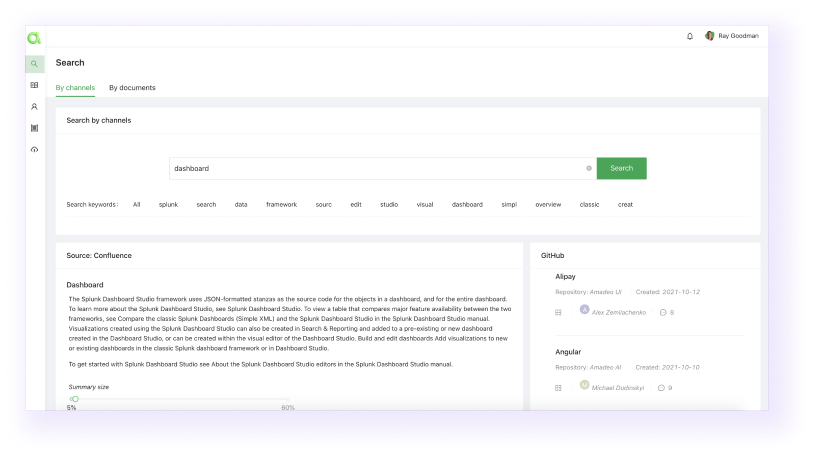 Ray Goodman
Search
By channels By documents
Search by channels
dashboard
Search
Search keywords: All splunk search data framework sourc edit studio visual dashboard simpl overview classic creat
Source: Confluence
Dashboard
The Splunk Dashboard Studio framework uses JSON-formatted stanzas as the source code for the objects in a dashboard, and for the entire dashboard.
To learn more about the Splunk Dashboard Studio, see Splunk Dashboard Studio. To view a table that compares major feature availability between the two
frameworks, see Compare the classic Splunk Dashboards (Simple XML) and the Splunk Dashboard Studio in the Splunk Dashboard Studio manual.
Visualizations created using the Splunk Dashboard Studio can also be created in Search & Reporting and added to a pre-existing or new dashboard
created in the Dashboard Studio, or can be created within the visual editor of the Dashboard Studio. Build and edit dashboards Add visualizations to new
or existing dashboards in the classic Splunk dashboard framework or in Dashboard Studio.
To get started with Splunk Dashboard Studio see About the Splunk Dashboard Studio editors in the Splunk Dashboard Studio manual.
Summary size
5% 60%
GitHub
Alipay
Repository: Amadeo UI Created: 2021-10-12
A Alex Zemliachenko 8
Angular
Repository: Amadeo AI Created: 2021-10-10
Michael Dudinskyi 9